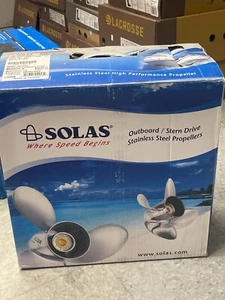 LACROSSE
Stainless Steel High Performance Propeller
SOLAS
Where Speed Begins
Outboard / Stern Drive
Stainless Steel Propellers
www.solas.com